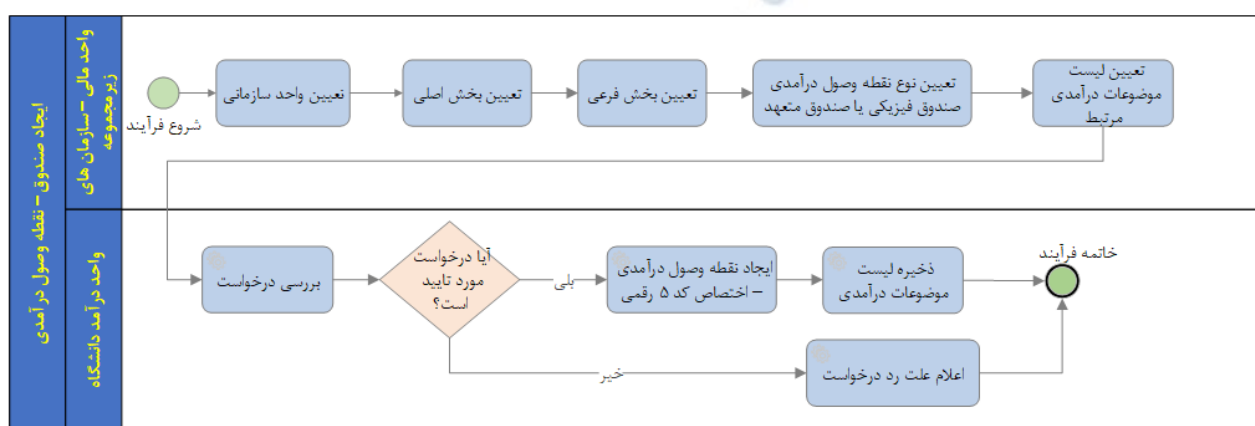 ایجاد صندوق – نقطه وصول درآمدی
واحد مالی – سازمان های
زیرمجموعه
شروع فرآیند
تعیین واحد سازمانی
تعیین بخش اصلی
تعیین بخش فرعی
تعیین نوع نقطه وصول درآمدی
صندوق فیزیکی یا صندوق متعهد
تعیین لیست
موضوعات درآمدی
مرتبط
واحد درآمد دانشگاه
بررسی درخواست
آیا درخواست
مورد تایید
است؟
بلی
ایجاد نقطه وصول درآمدی
– اختصاص کد ۵ رقمی
ذخیره لیست
موضوعات درآمدی
خاتمه فرآیند
خیر
اعلام علت رد درخواست